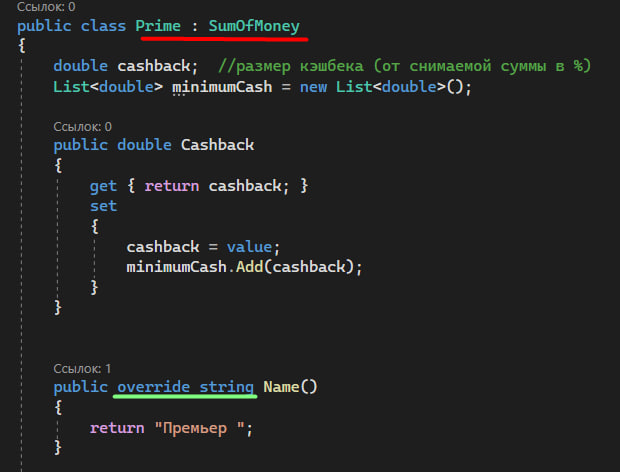 Ссылок: 0
public class Prime : SumOfMoney
{
double cashback; //размер кэшбека (от снимаемой суммы в %)
List<double> minimumCash = new List<double>();
Ссылок: 0
public double Cashback
{
get { return cashback; }
set
{
cashback = value;
minimumCash.Add(cashback);
}
}
Ссылок: 1
public override string Name()
{
return "Премьер ";
}